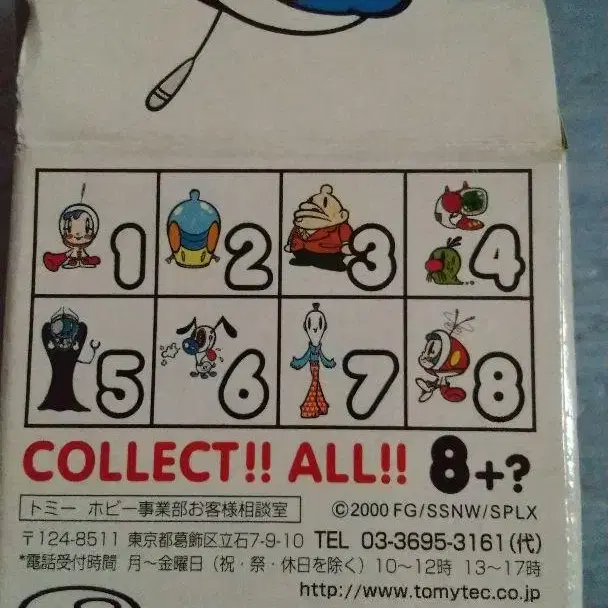 1 2 3 4
5 6 7 8
COLLECT!! ALL!! 8+?
トミー ホビー事業部お客様相談室 ©2000 FG/SSNW/SPLX
〒124-8511 東京都葛飾区立石7-9-10 TEL 03-3695-3161(代)
*電話受付時間 月〜金曜日(祝・祭・休日を除く) 10〜12時 13〜17時
http://www.tomytec.co.jp